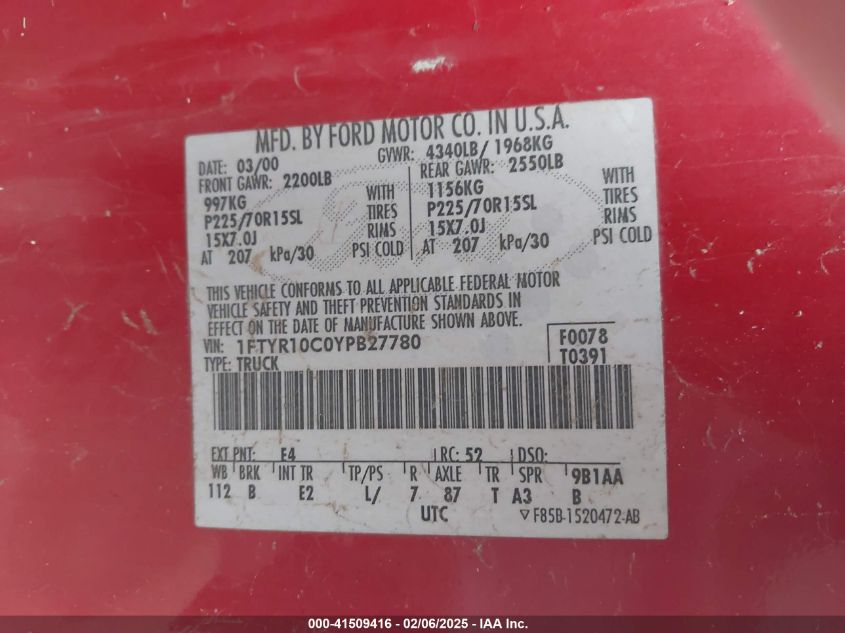 MFD. BY FORD MOTOR CO. IN U.S.A.
DATE: 03/00 GVWR: 4340LB/ 1968KG
FRONT GAWR: 2200LB REAR GAWR: 2550LB
997KG WITH 1156KG WITH
P225/70R15SL TIRES P225/70R15SL TIRES
15X7.0J RIMS 15X7.0J RIMS
AT 207 kPa/30 PSI COLD AT 207 kPa/30 PSI COLD
THIS VEHICLE CONFORMS TO ALL APPLICABLE FEDERAL MOTOR
VEHICLE SAFETY AND THEFT PREVENTION STANDARDS IN
EFFECT ON THE DATE OF MANUFACTURE SHOWN ABOVE.
VIN: 1FTYR10C0YPB27780 F0078
TYPE: TRUCK T0391
EXT PNT: E4 RC: 52 DSO:
WB BRK INT TR TP/PS R AXLE TR SPR 9B1AA
112 B E2 L/ 7 87 T A3 B
UTC ▽ F85B-1520472-AB
000-41509416 - 02/06/2025 - IAA Inc.